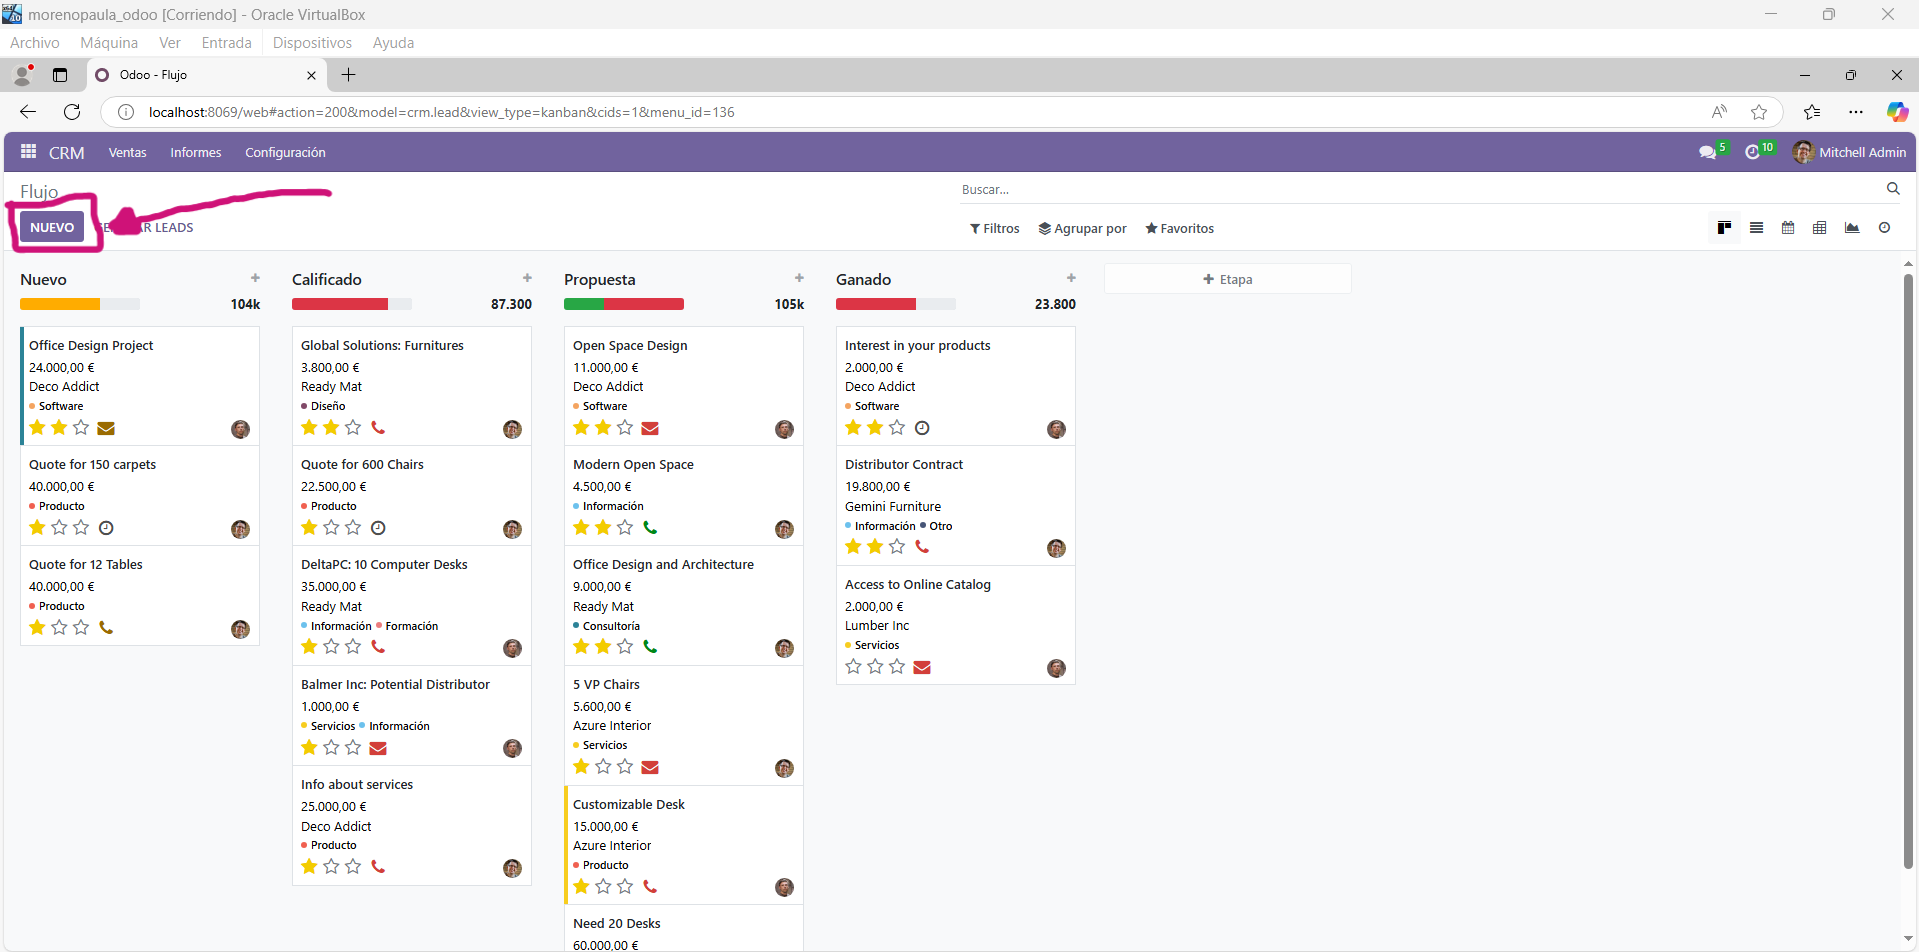 morenopaula_odoo [Corriendo] - Oracle VirtualBox
Archivo Máquina Ver Entrada Dispositivos Ayuda
Odoo - Flujo
localhost:8069/web#action=200&model=crm.lead&view_type=kanban&cids=1&menu_id=136
CRM Ventas Informes Configuración 5 10 Mitchell Admin
Flujo
Buscar...
NUEVO LEADS
Filtros Agrupar por Favoritos
Nuevo
104k
Office Design Project
24.000,00 €
Deco Addict
Software
Quote for 150 carpets
40.000,00 €
Producto
Quote for 12 Tables
40.000,00 €
Producto
Calificado
87.300
Global Solutions: Furnitures
3.800,00 €
Ready Mat
Diseño
Quote for 600 Chairs
22.500,00 €
Producto
DeltaPC: 10 Computer Desks
35.000,00 €
Ready Mat
Información Formación
Balmer Inc: Potential Distributor
1.000,00 €
Servicios Información
Info about services
25.000,00 €
Deco Addict
Producto
Propuesta
105k
Open Space Design
11.000,00 €
Deco Addict
Software
Modern Open Space
4.500,00 €
Información
Office Design and Architecture
9.000,00 €
Ready Mat
Consultoría
5 VP Chairs
5.600,00 €
Azure Interior
Servicios
Customizable Desk
15.000,00 €
Azure Interior
Producto
Need 20 Desks
60.000,00 €
Ganado
23.800
Interest in your products
2.000,00 €
Deco Addict
Software
Distributor Contract
19.800,00 €
Gemini Furniture
Información Otro
Access to Online Catalog
2.000,00 €
Lumber Inc
Servicios
Etapa